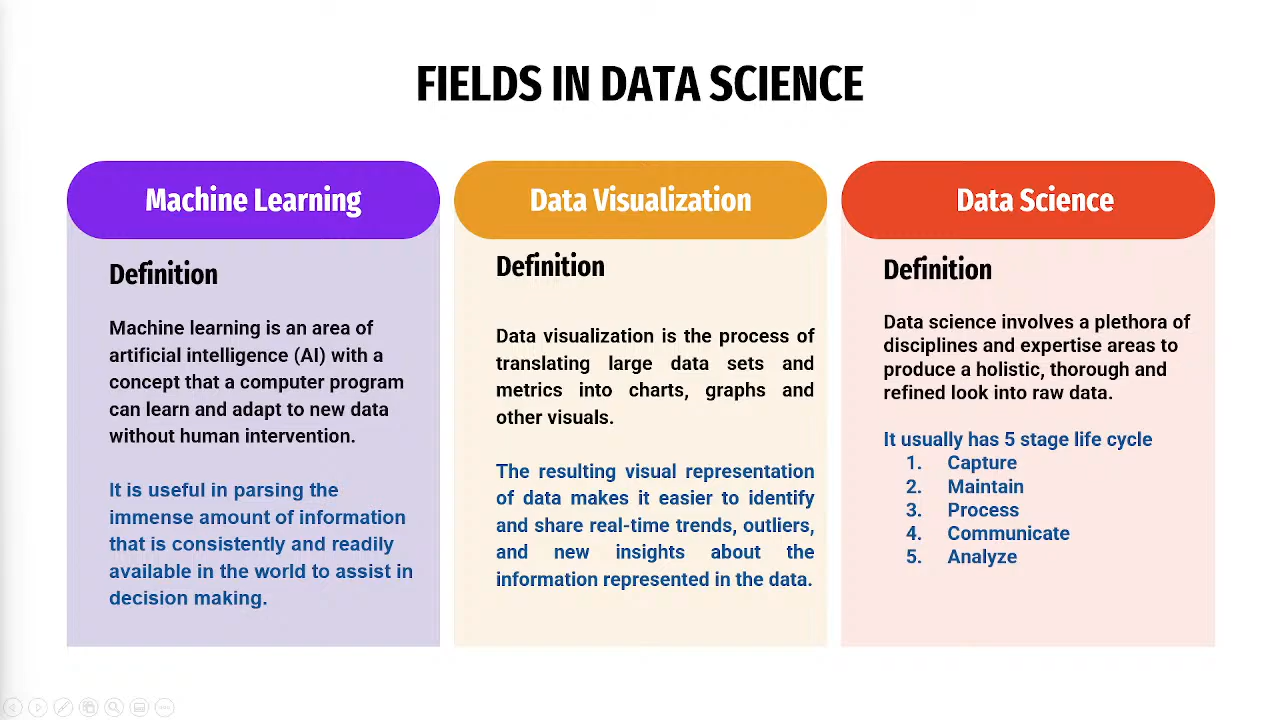 FIELDS IN DATA SCIENCE
Machine Learning
Definition
Machine learning is an area of
artificial intelligence (AI) with a
concept that a computer program
can learn and adapt to new data
without human intervention.
It is useful in parsing the
immense amount of information
that is consistently and readily
available in the world to assist in
decision making.
Data Visualization
Definition
Data visualization is the process of
translating large data sets and
metrics into charts, graphs and
other visuals.
The resulting visual representation
of data makes it easier to identify
and share real-time trends, outliers,
and new insights about the
information represented in the data.
Data Science
Definition
Data science involves a plethora of
disciplines and expertise areas to
produce a holistic, thorough and
refined look into raw data.
It usually has 5 stage life cycle
1. Capture
2. Maintain
3. Process
4. Communicate
5. Analyze